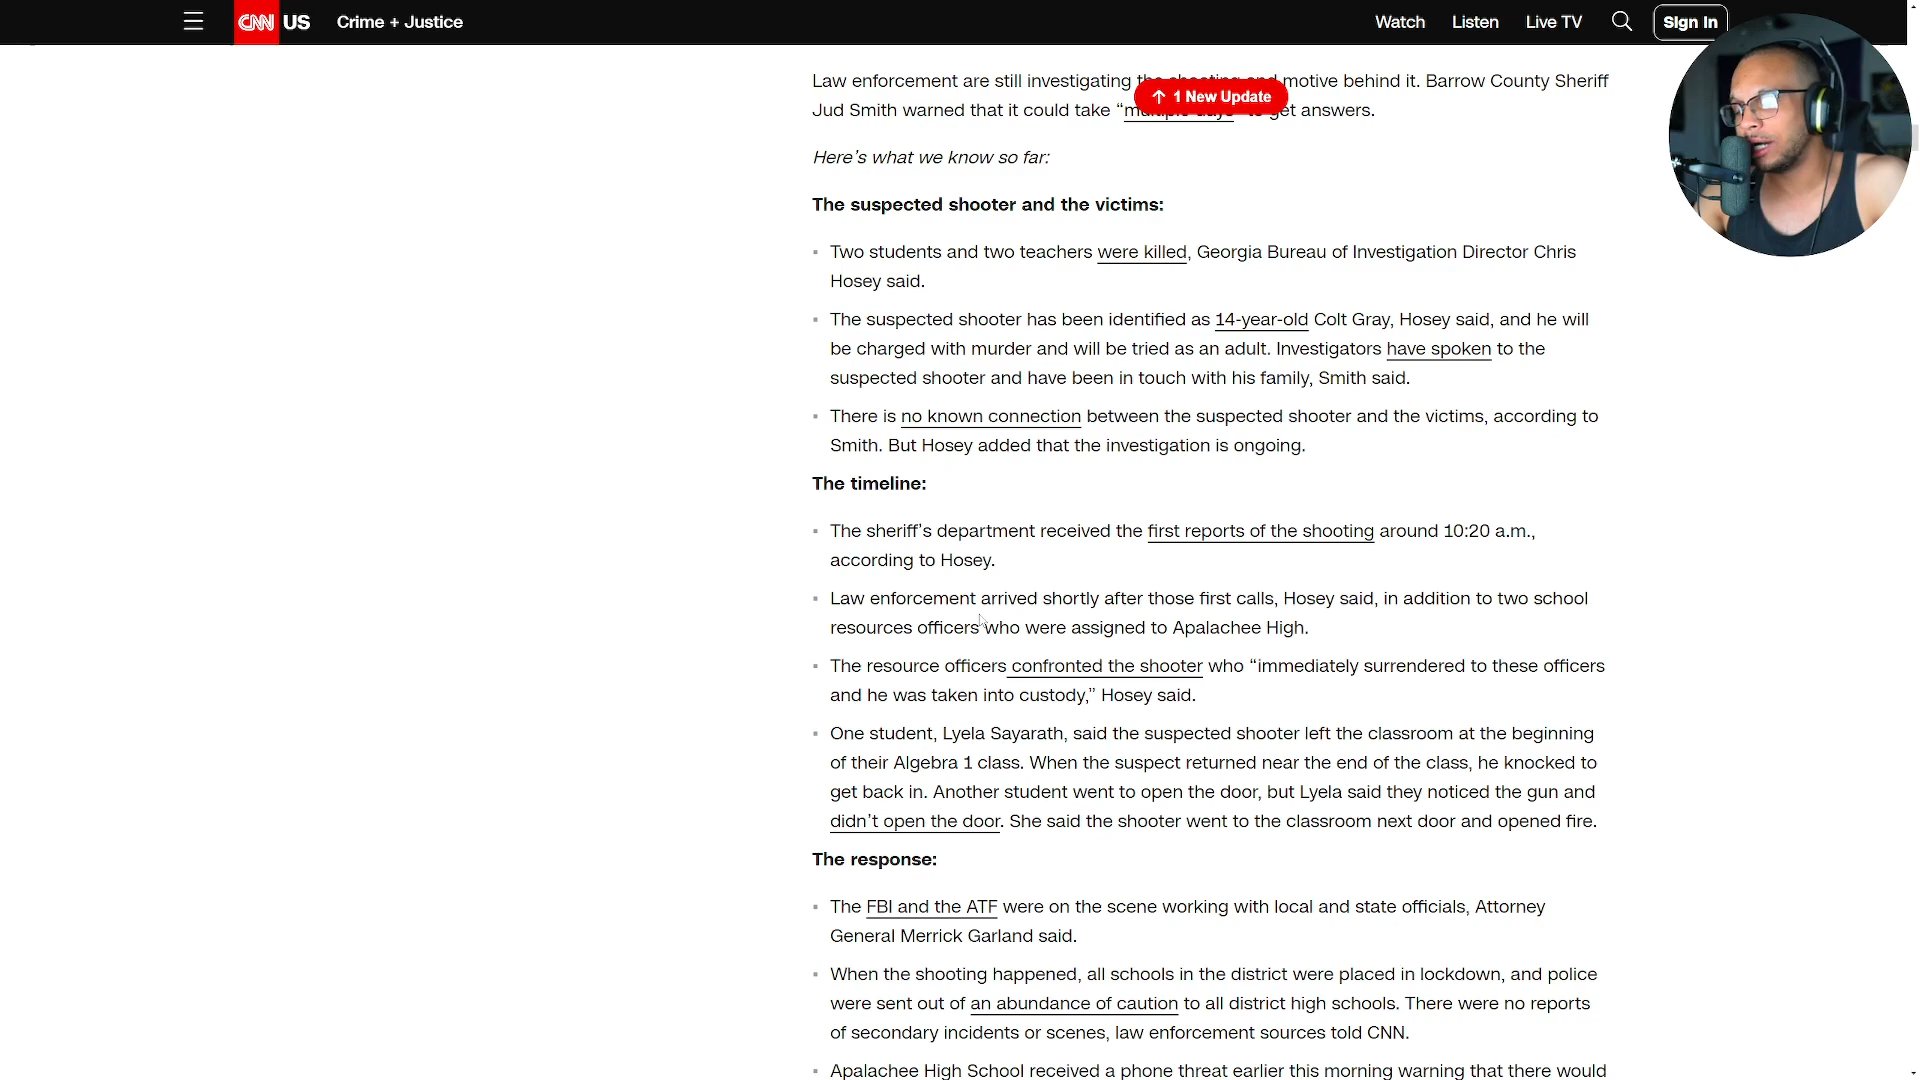 CNN US Crime + Justice Watch Listen Live TV Sign In
Law enforcement are still investigating the shooting and motive behind it. Barrow County Sheriff
1 New Update
Jud Smith warned that it could take “multiple days” to get answers.
Here’s what we know so far:
The suspected shooter and the victims:
Two students and two teachers were killed, Georgia Bureau of Investigation Director Chris
Hosey said.
The suspected shooter has been identified as 14-year-old Colt Gray, Hosey said, and he will
be charged with murder and will be tried as an adult. Investigators have spoken to the
suspected shooter and have been in touch with his family, Smith said.
There is no known connection between the suspected shooter and the victims, according to
Smith. But Hosey added that the investigation is ongoing.
The timeline:
The sheriff’s department received the first reports of the shooting around 10:20 a.m.,
according to Hosey.
Law enforcement arrived shortly after those first calls, Hosey said, in addition to two school
resources officers who were assigned to Apalachee High.
The resource officers confronted the shooter who “immediately surrendered to these officers
and he was taken into custody,” Hosey said.
One student, Lyela Sayarath, said the suspected shooter left the classroom at the beginning
of their Algebra 1 class. When the suspect returned near the end of the class, he knocked to
get back in. Another student went to open the door, but Lyela said they noticed the gun and
didn’t open the door. She said the shooter went to the classroom next door and opened fire.
The response:
The FBI and the ATF were on the scene working with local and state officials, Attorney
General Merrick Garland said.
When the shooting happened, all schools in the district were placed in lockdown, and police
were sent out of an abundance of caution to all district high schools. There were no reports
of secondary incidents or scenes, law enforcement sources told CNN.
Apalachee High School received a phone threat earlier this morning warning that there would